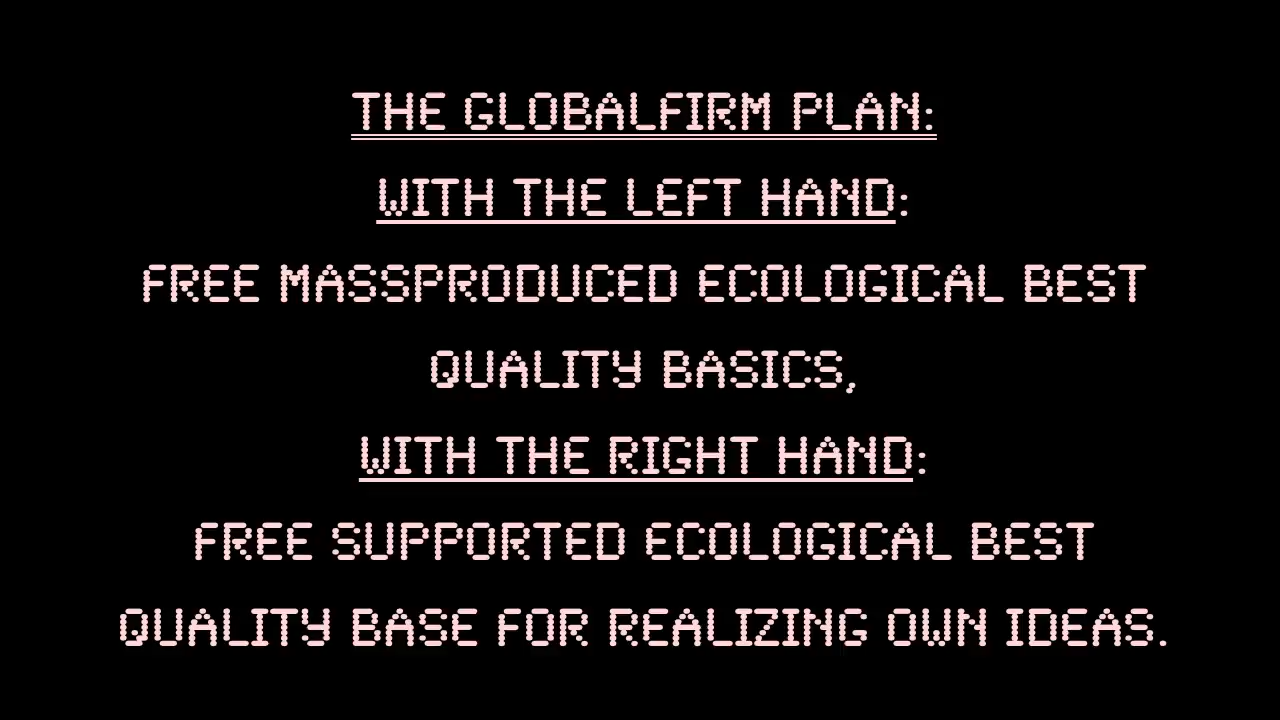 THE GLOBALFIRM PLAN:
WITH THE LEFT HAND:
FREE MASSPRODUCED ECOLOGICAL BEST
QUALITY BASICS,
WITH THE RIGHT HAND:
FREE SUPPORTED ECOLOGICAL BEST
QUALITY BASE FOR REALIZING OWN IDEAS.